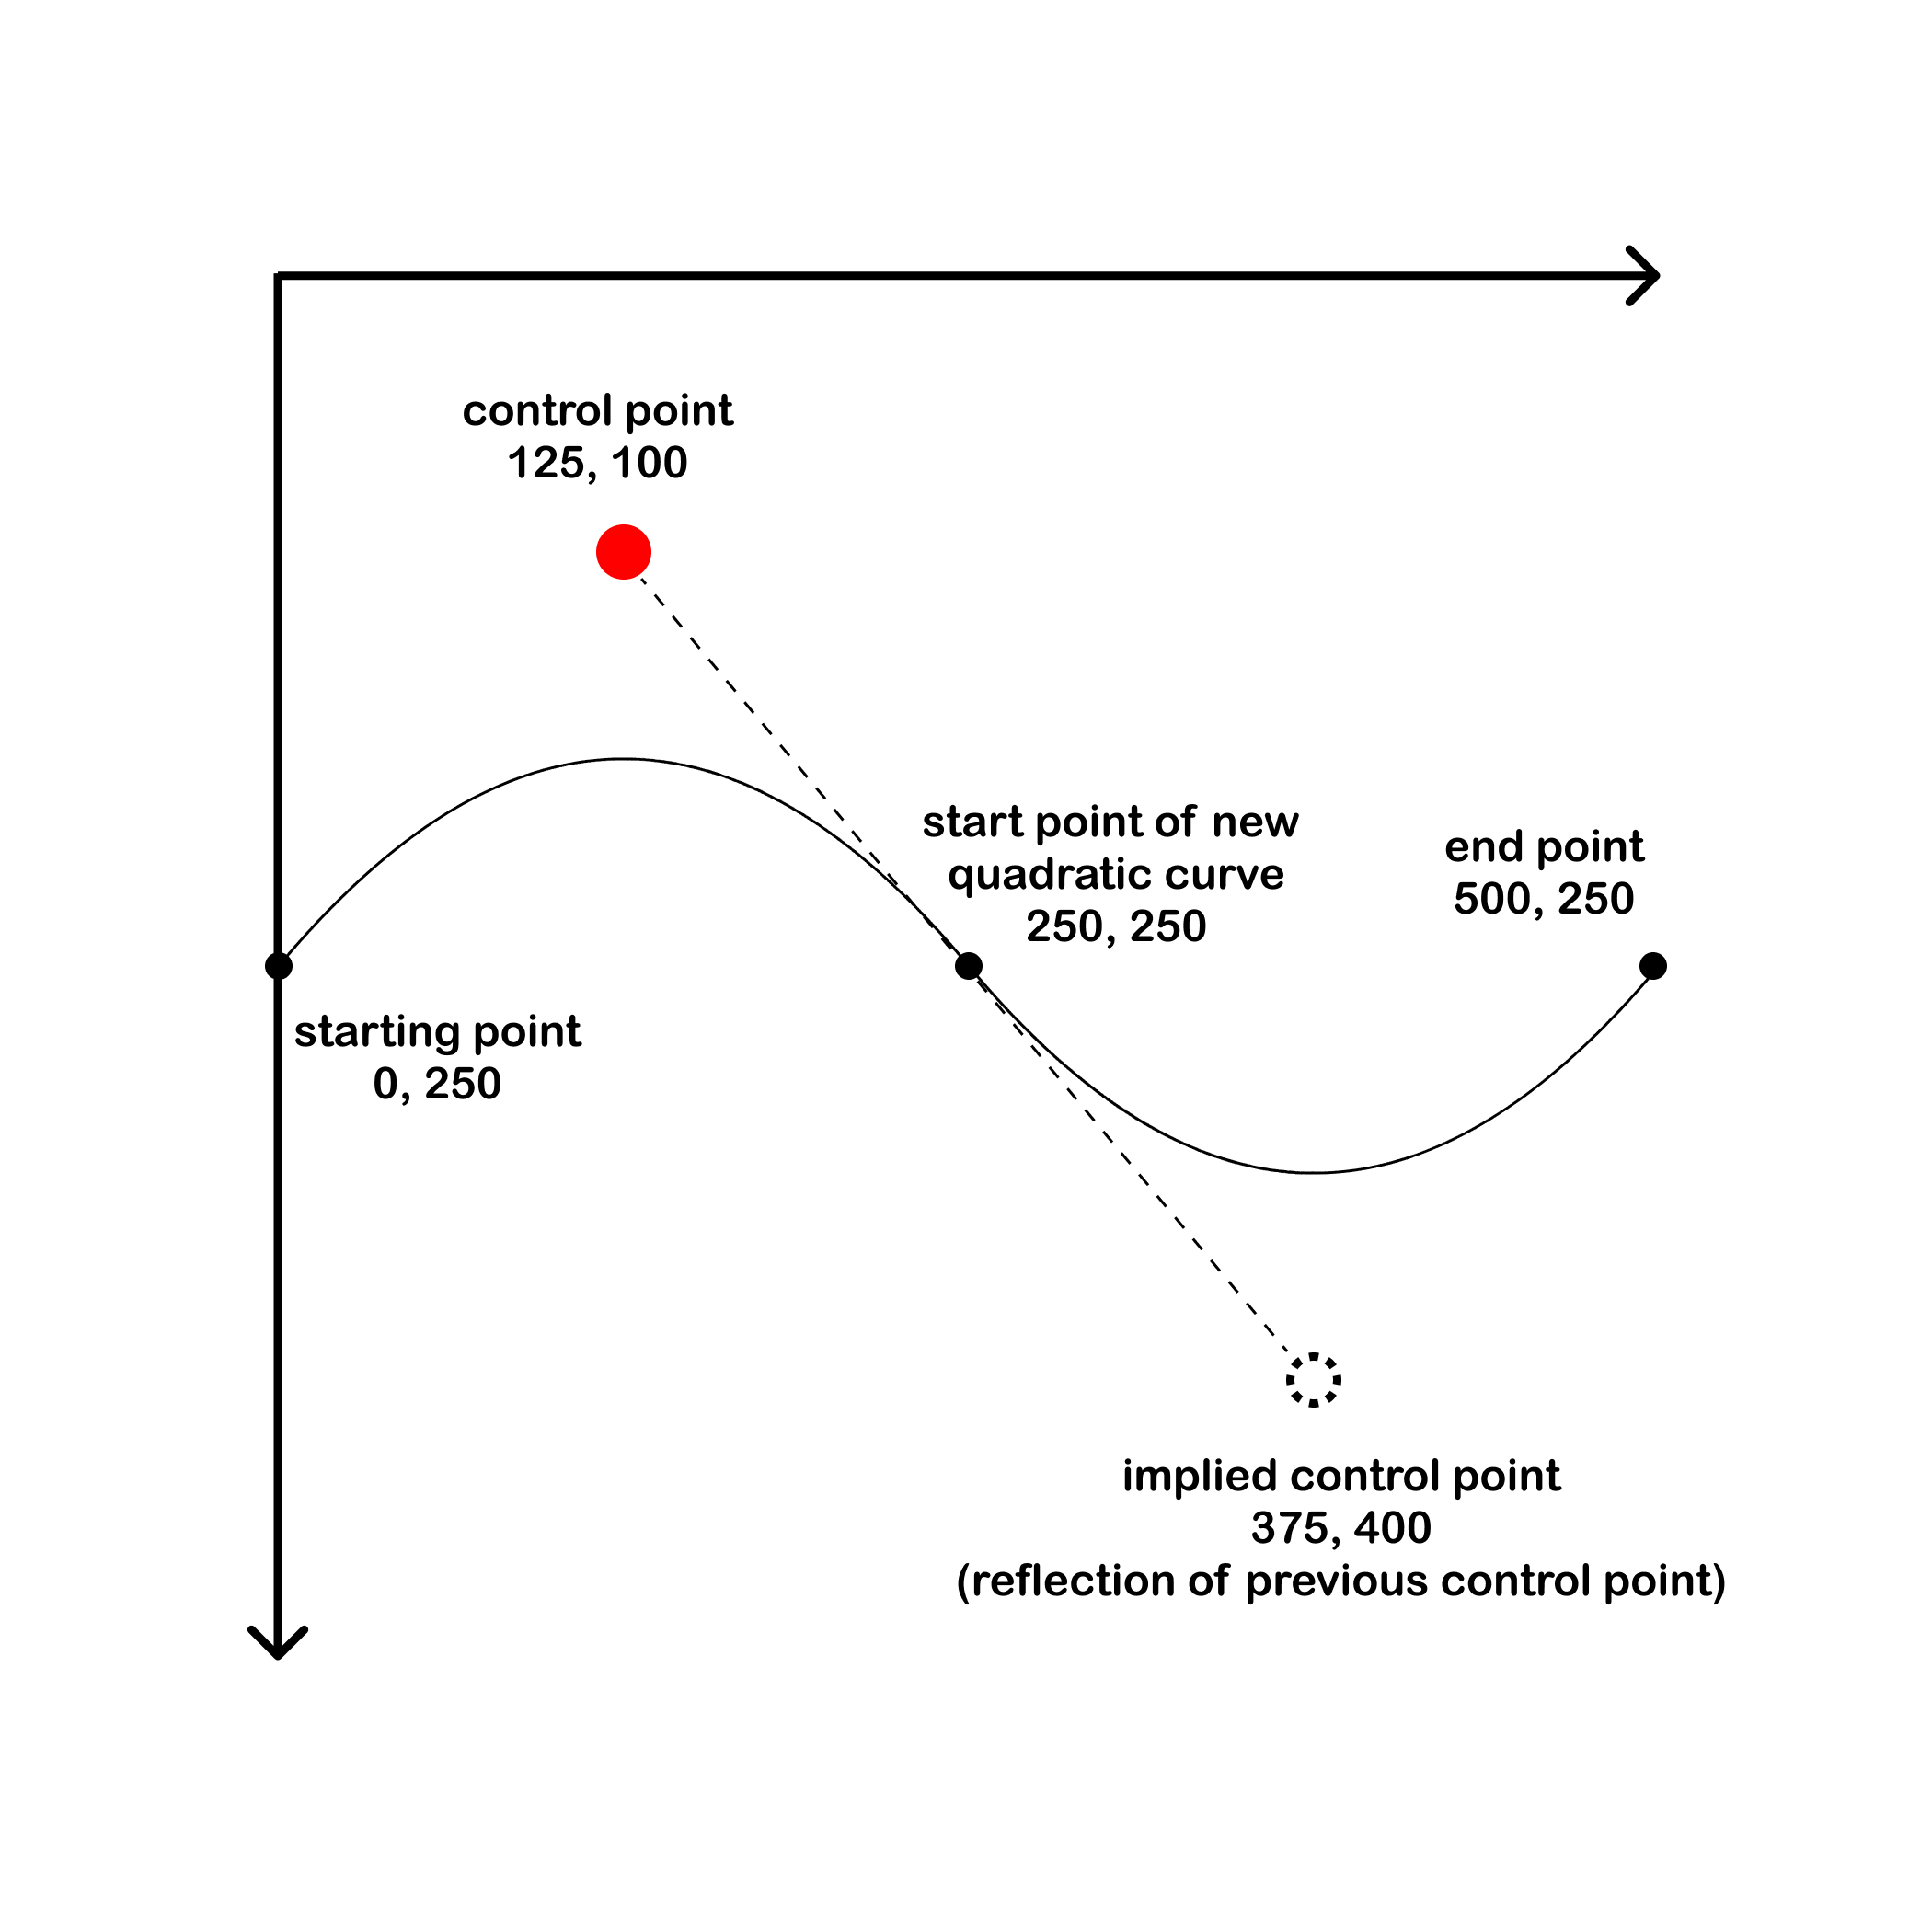 control point
125, 100
start point of new
quadratic curve
250, 250
end point
500, 250
starting point
0, 250
implied control point
375, 400
(reflection of previous control point)